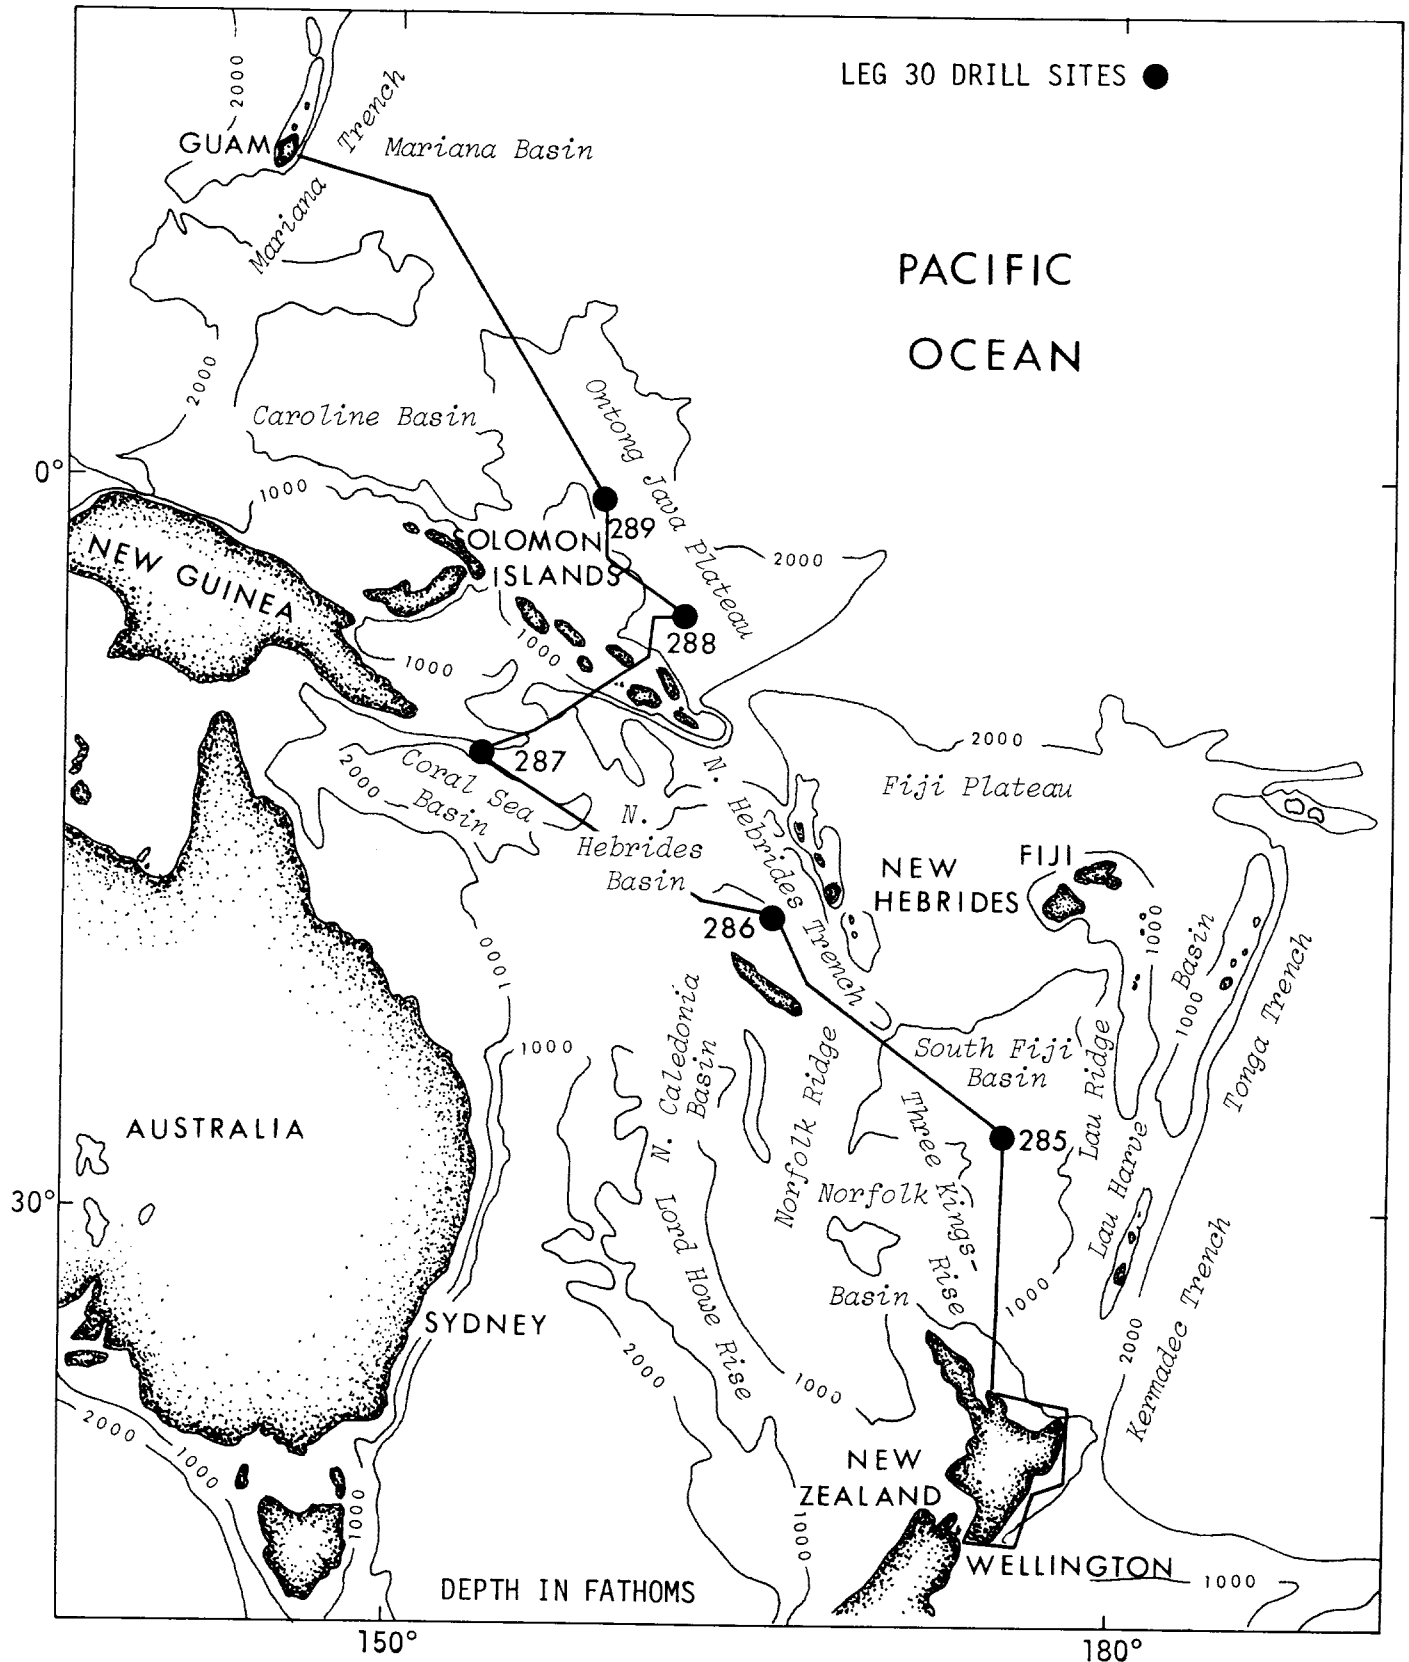 LEG 30 DRILL SITES
2000
Trench
GUAM
Mariana Basin
Mariana
PACIFIC
OCEAN
2000
Ontong Java Plateau
Caroline Basin
0°
1000
289
SOLOMON
ISLANDS
NEW GUINEA
2000
1000
288
1000
287
2000
Coral Sea
Basin
2000
Fiji Plateau
N. Hebrides Trench
N.
Hebrides
Basin
FIJI
NEW
HEBRIDES
286
1000
Basin
1000
1000
Tonga Trench
N. Caledonia
Basin
1000
South Fiji
Basin
Lau Ridge
Norfolk Ridge
Three Kings-
Rise
AUSTRALIA
285
Lau Harve
30°
Norfolk
Basin
Lord Howe Rise
1000
Kermadec Trench
SYDNEY
2000
2000
1000
2000
1000
NEW
ZEALAND
1000
1000
WELLINGTON
1000
DEPTH IN FATHOMS
150°
180°